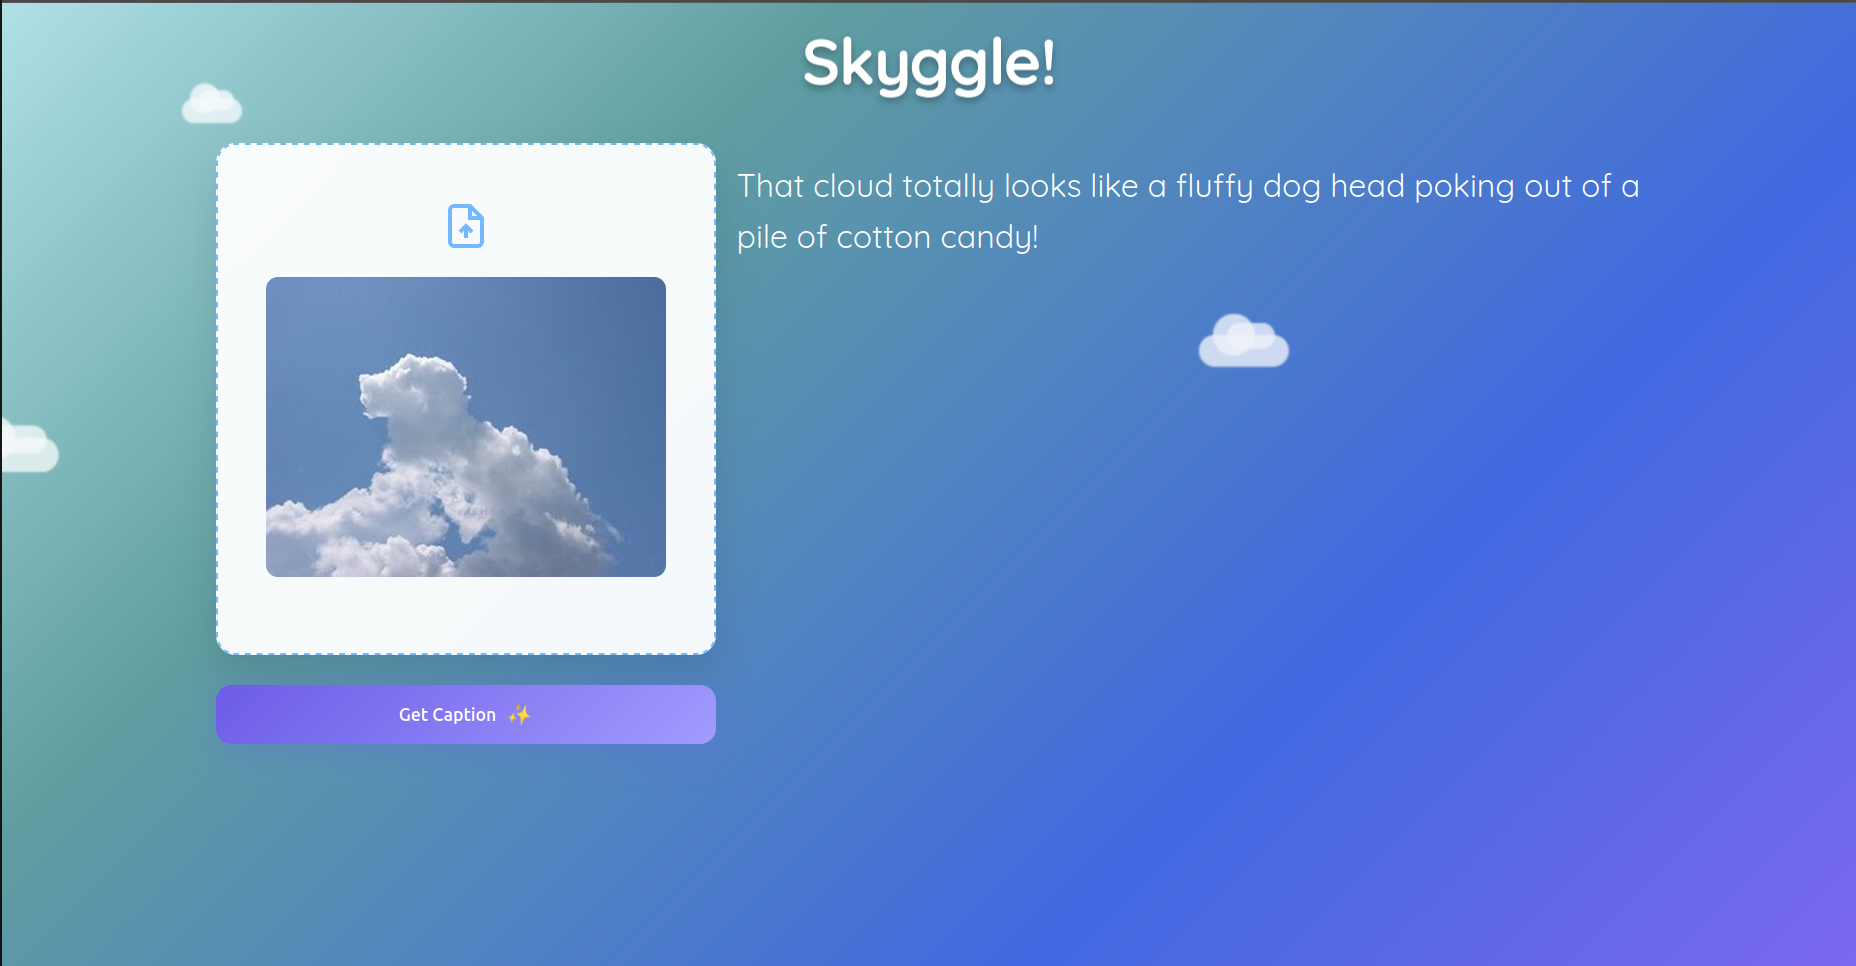 Skyggle!
That cloud totally looks like a fluffy dog head poking out of a
pile of cotton candy!
Get Caption ✨